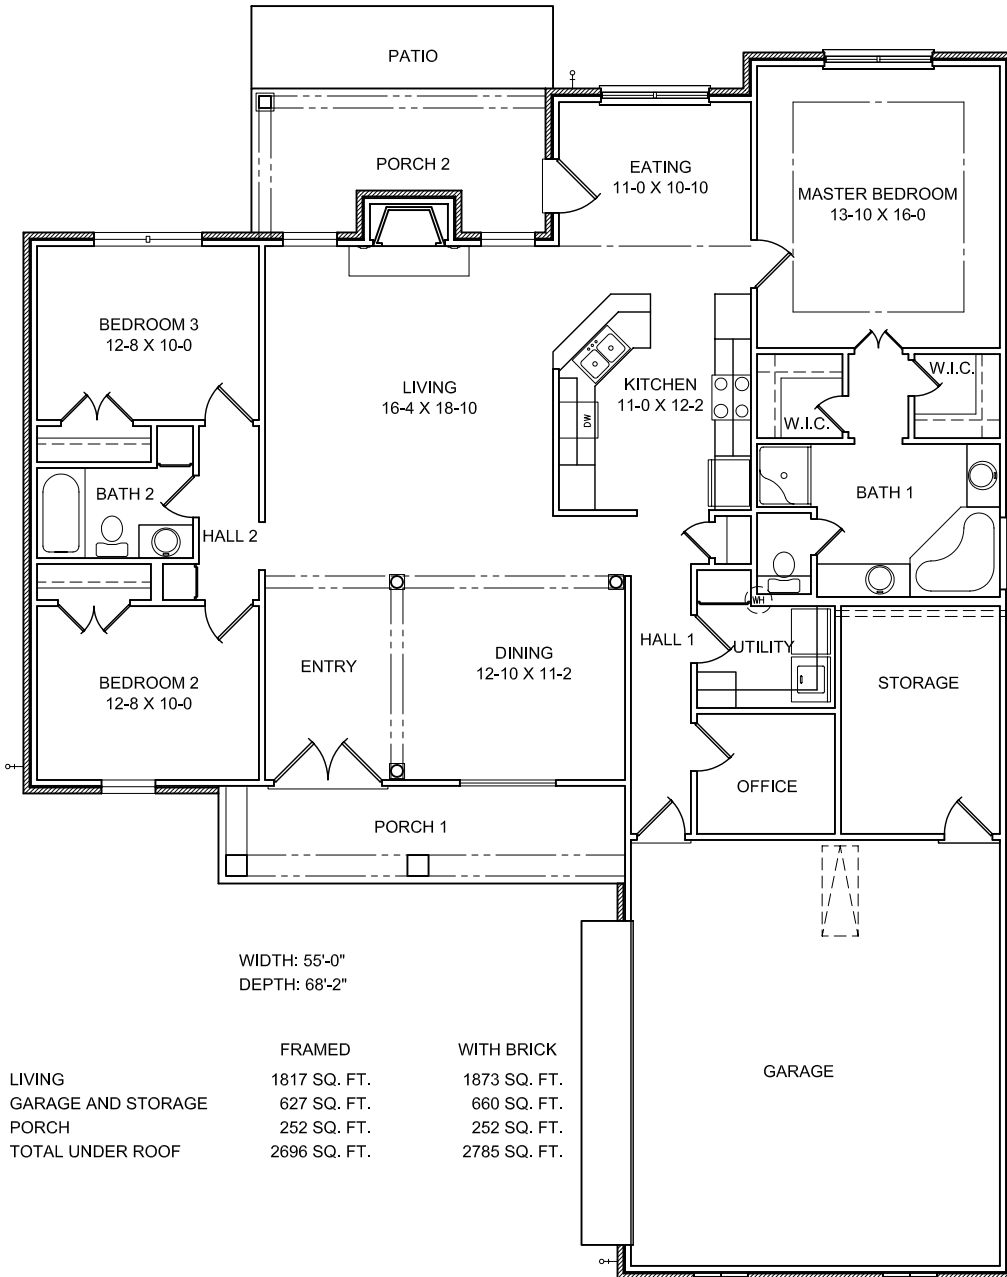 PATIO
PORCH 2
EATING
11-0 X 10-10
MASTER BEDROOM
13-10 X 16-0
BEDROOM 3
12-8 X 10-0
LIVING
16-4 X 18-10
KITCHEN
11-0 X 12-2
DW
W.I.C.
W.I.C.
BATH 2
BATH 1
HALL 2
WH
HALL 1
UTILITY
ENTRY
DINING
12-10 X 11-2
BEDROOM 2
12-8 X 10-0
STORAGE
OFFICE
PORCH 1
WIDTH: 55'-0"
DEPTH: 68'-2"
GARAGE
FRAMED WITH BRICK
LIVING 1817 SQ. FT. 1873 SQ. FT.
GARAGE AND STORAGE 627 SQ. FT. 660 SQ. FT.
PORCH 252 SQ. FT. 252 SQ. FT.
TOTAL UNDER ROOF 2696 SQ. FT. 2785 SQ. FT.